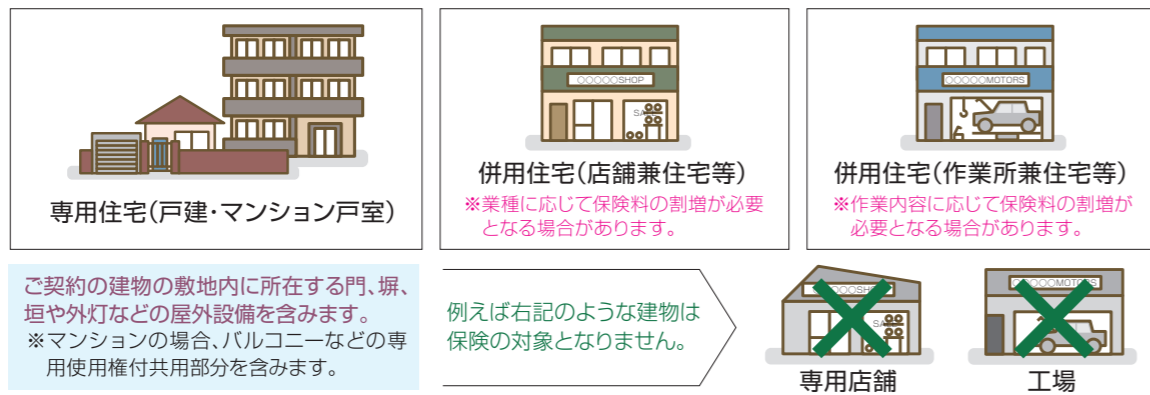 専用住宅(戸建・マンション戸室)
○○○○○SHOP
SA
併用住宅(店舗兼住宅等)
※業種に応じて保険料の割増が必要
となる場合があります。
○○○○○MOTORS
併用住宅(作業所兼住宅等)
※作業内容に応じて保険料の割増が
必要となる場合があります。
ご契約の建物の敷地内に所在する門、塀、
垣や外灯などの屋外設備を含みます。
※マンションの場合、バルコニーなどの専
用使用権付共用部分を含みます。
例えば右記のような建物は
保険の対象となりません。
専用店舗
○○○○○MOTORS
工場